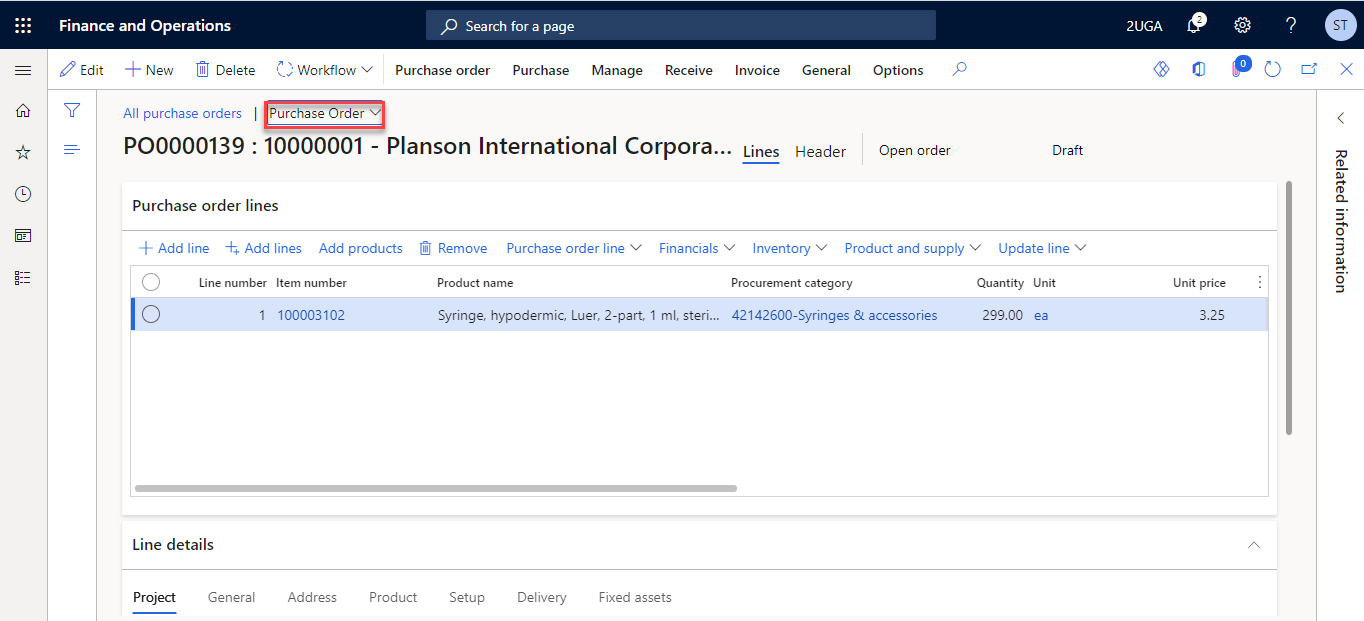 Finance and Operations
Search for a page
2UGA
2
ST
Edit
New
Delete
Workflow
Purchase order
Purchase
Manage
Receive
Invoice
General
Options
0
All purchase orders | Purchase Order
PO0000139 : 10000001 - Planson International Corpora...
Lines
Header
Open order
Draft
Related information
Purchase order lines
Add line
Add lines
Add products
Remove
Purchase order line
Financials
Inventory
Product and supply
Update line
Line number Item number Product name Procurement category Quantity Unit Unit price
1 100003102 Syringe, hypodermic, Luer, 2-part, 1 ml, steri... 42142600-Syringes & accessories 299.00 ea 3.25
Line details
Project
General
Address
Product
Setup
Delivery
Fixed assets